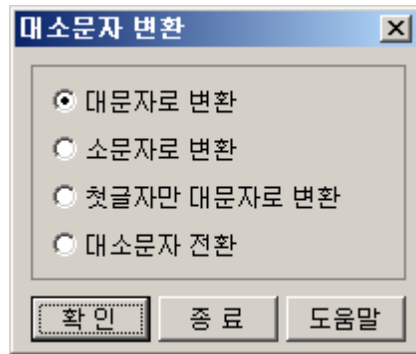 대소문자 변환
대문자로 변환
소문자로 변환
첫글자만 대문자로 변환
대소문자 전환
확 인 종 료 도움말